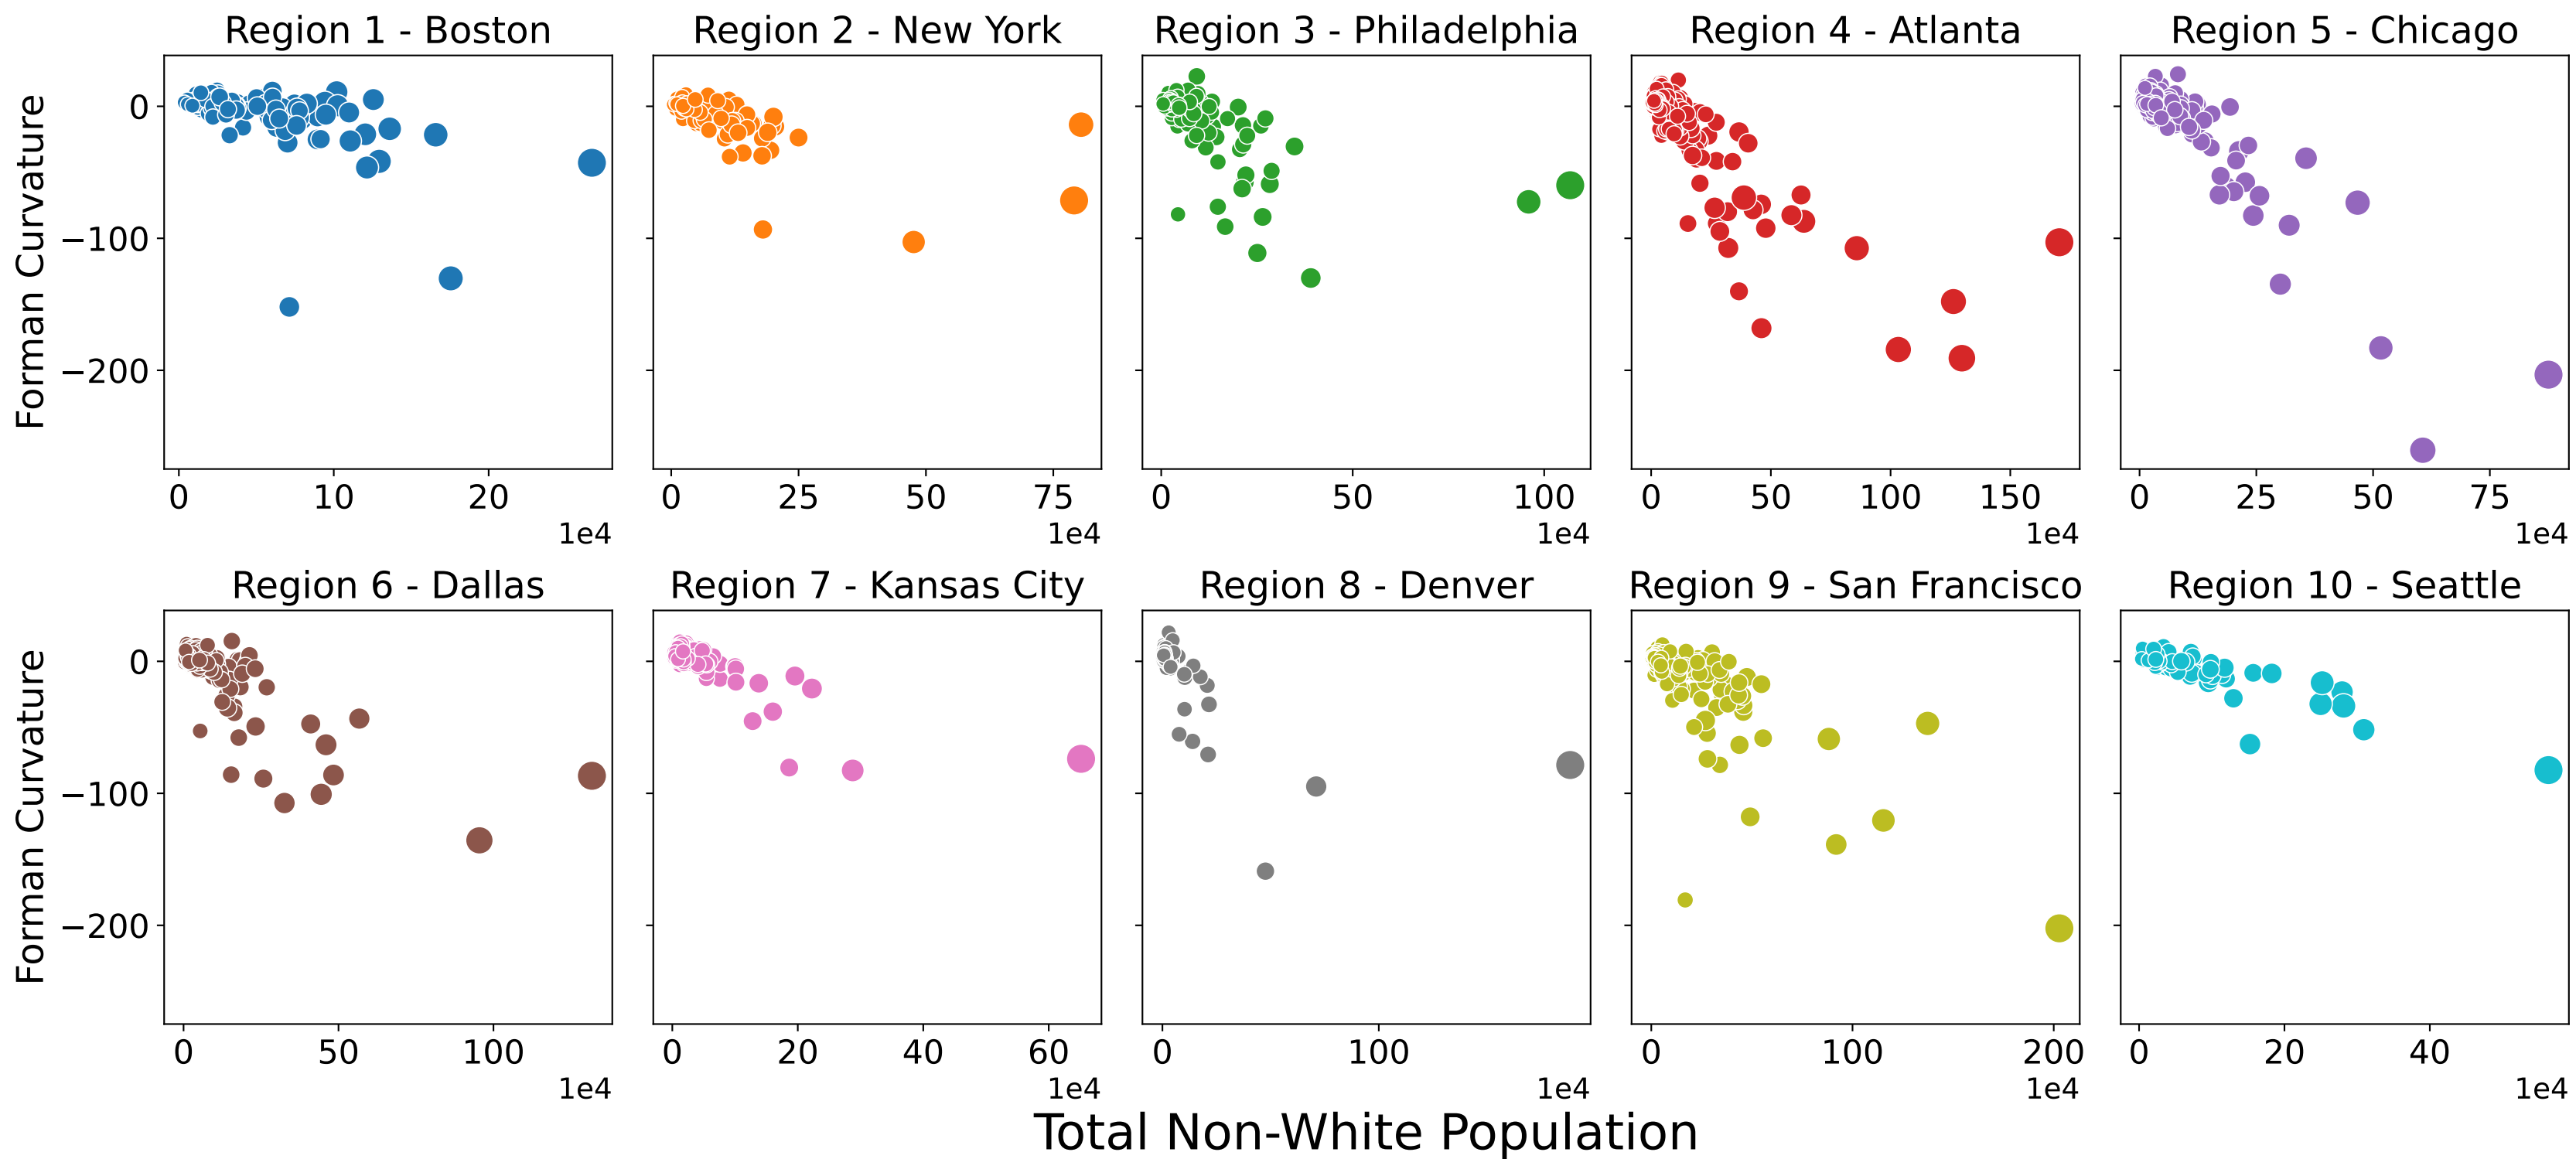 Region 1 - Boston
Region 2 - New York
Region 3 - Philadelphia
Region 4 - Atlanta
Region 5 - Chicago
Forman Curvature
0
−100
−200
0 10 20
1e4
0 25 50 75
1e4
0 50 100
1e4
0 50 100 150
1e4
0 25 50 75
1e4
Region 6 - Dallas
Region 7 - Kansas City
Region 8 - Denver
Region 9 - San Francisco
Region 10 - Seattle
Forman Curvature
0
−100
−200
0 50 100
1e4
0 20 40 60
1e4
0 100
1e4
0 100 200
1e4
0 20 40
1e4
Total Non-White Population